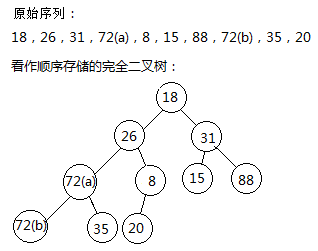 原始序列：
18，26，31，72(a)，8，15，88，72(b)，35，20
看作顺序存储的完全二叉树：
18
26 31
72(a) 8 15 88
72(b) 35 20